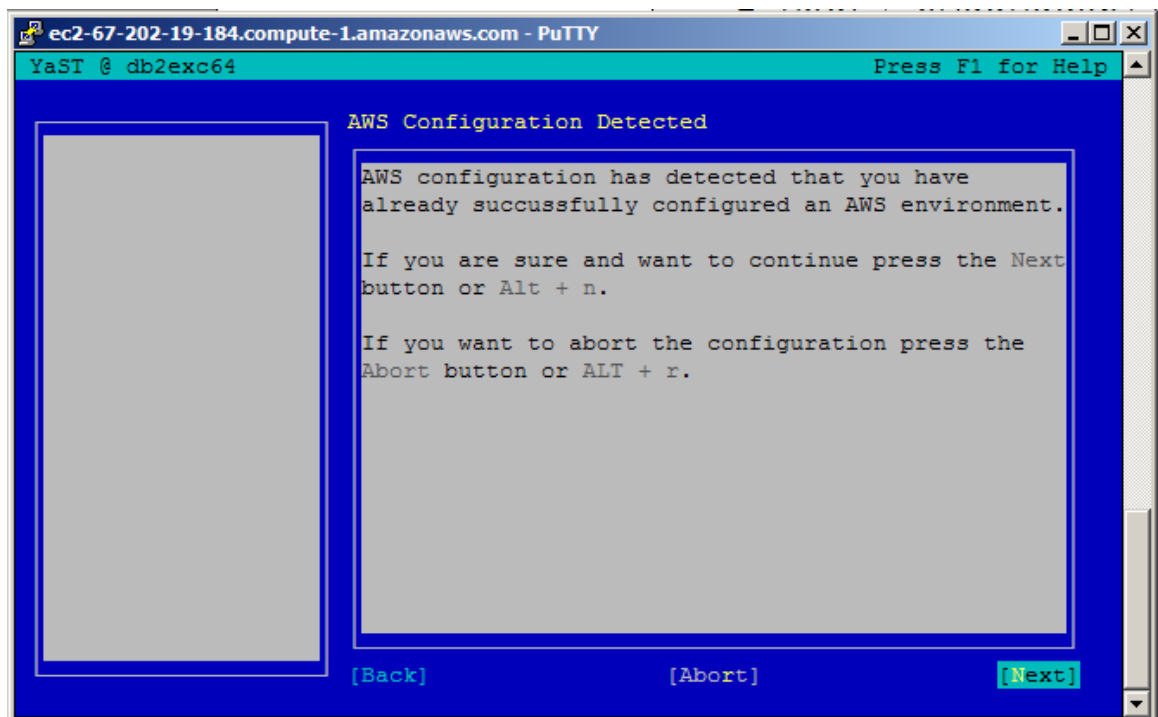 ec2-67-202-19-184.compute-1.amazonaws.com - PuTTY
YaST @ db2exc64 Press F1 for Help
AWS Configuration Detected
AWS configuration has detected that you have
already succussfully configured an AWS environment.
If you are sure and want to continue press the Next
button or Alt + n.
If you want to abort the configuration press the
Abort button or ALT + r.
[Back] [Abort] [Next]